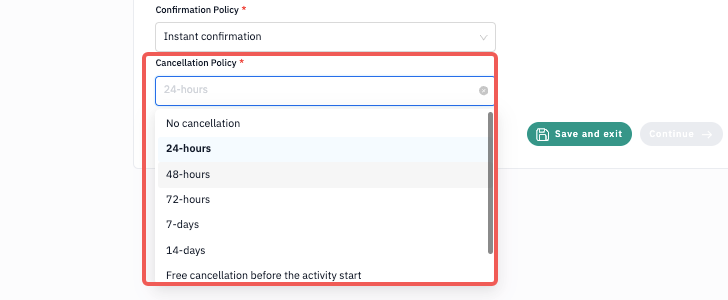 Confirmation Policy *
Instant confirmation
Cancellation Policy *
24-hours
No cancellation
24-hours
48-hours
72-hours
7-days
14-days
Free cancellation before the activity start
Save and exit
Continue